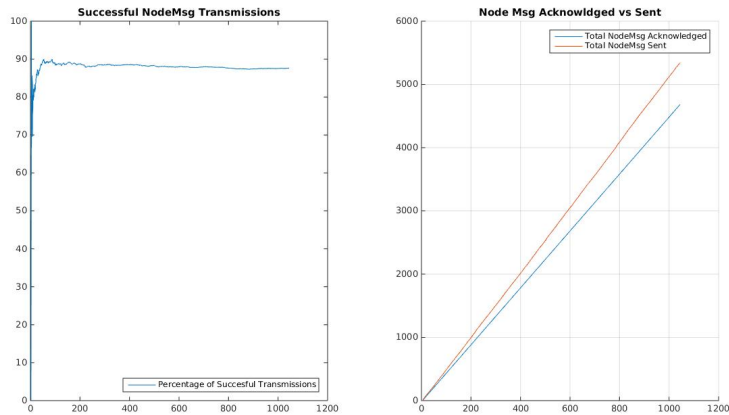 Successful NodeMsg Transmissions
100
90
80
70
60
50
40
30
20
10
0
0 200 400 600 800 1000 1200
Percentage of Succesful Transmissions
Node Msg Acknowldged vs Sent
6000
5000
4000
3000
2000
1000
0
0 200 400 600 800 1000 1200
Total NodeMsg Acknowledged
Total NodeMsg Sent